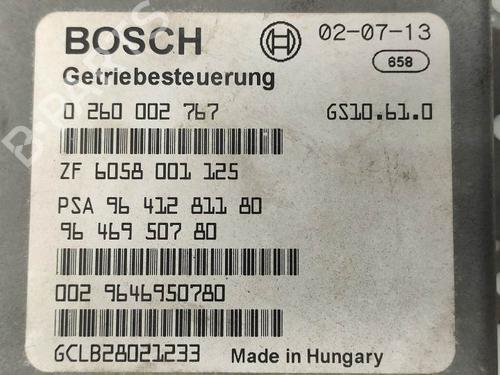 BOSCH 02-07-13
658
Getriebesteuerung
0 260 002 767 GS10.61.0
ZF 6058 001 125
PSA 96 412 811 80
96 469 507 80
002 9646950780
GCLB28021233 Made in Hungary